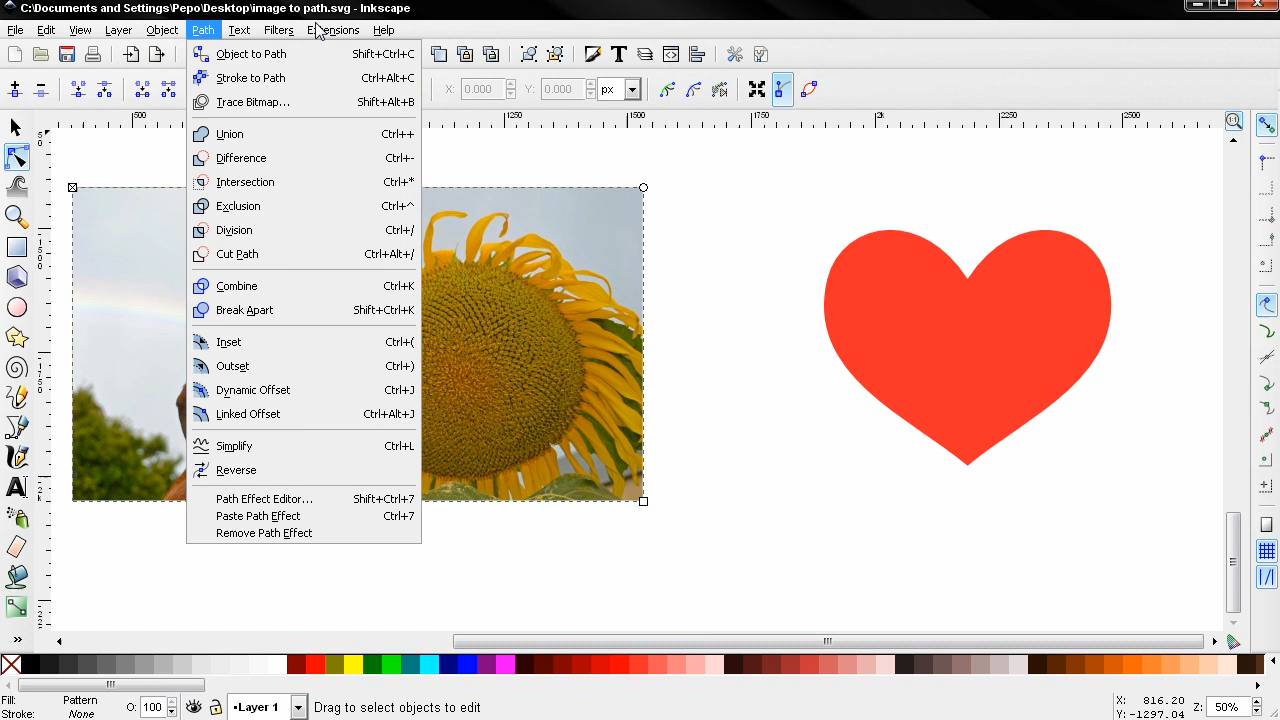 C:\Documents and Settings\Pepo\Desktop\image to path.svg - Inkscape
File Edit View Layer Object Path Text Filters Extensions Help
X: 0.000 Y: 0.000 px
Object to Path Shift+Ctrl+C
Stroke to Path Ctrl+Alt+C
Trace Bitmap... Shift+Alt+B
Union Ctrl++
Difference Ctrl+-
Intersection Ctrl+*
Exclusion Ctrl+^
Division Ctrl+/
Cut Path Ctrl+Alt+/
Combine Ctrl+K
Break Apart Shift+Ctrl+K
Inset Ctrl+(
Outset Ctrl+)
Dynamic Offset Ctrl+J
Linked Offset Ctrl+Alt+J
Simplify Ctrl+L
Reverse
Path Effect Editor... Shift+Ctrl+7
Paste Path Effect Ctrl+7
Remove Path Effect
500 1250 1500 1750 2k 2250 2500
1:1
Fill: Pattern
Stroke: None
O: 100
•Layer 1
Drag to select objects to edit
X: 816.20
Y: -1297.04
Z: 50%